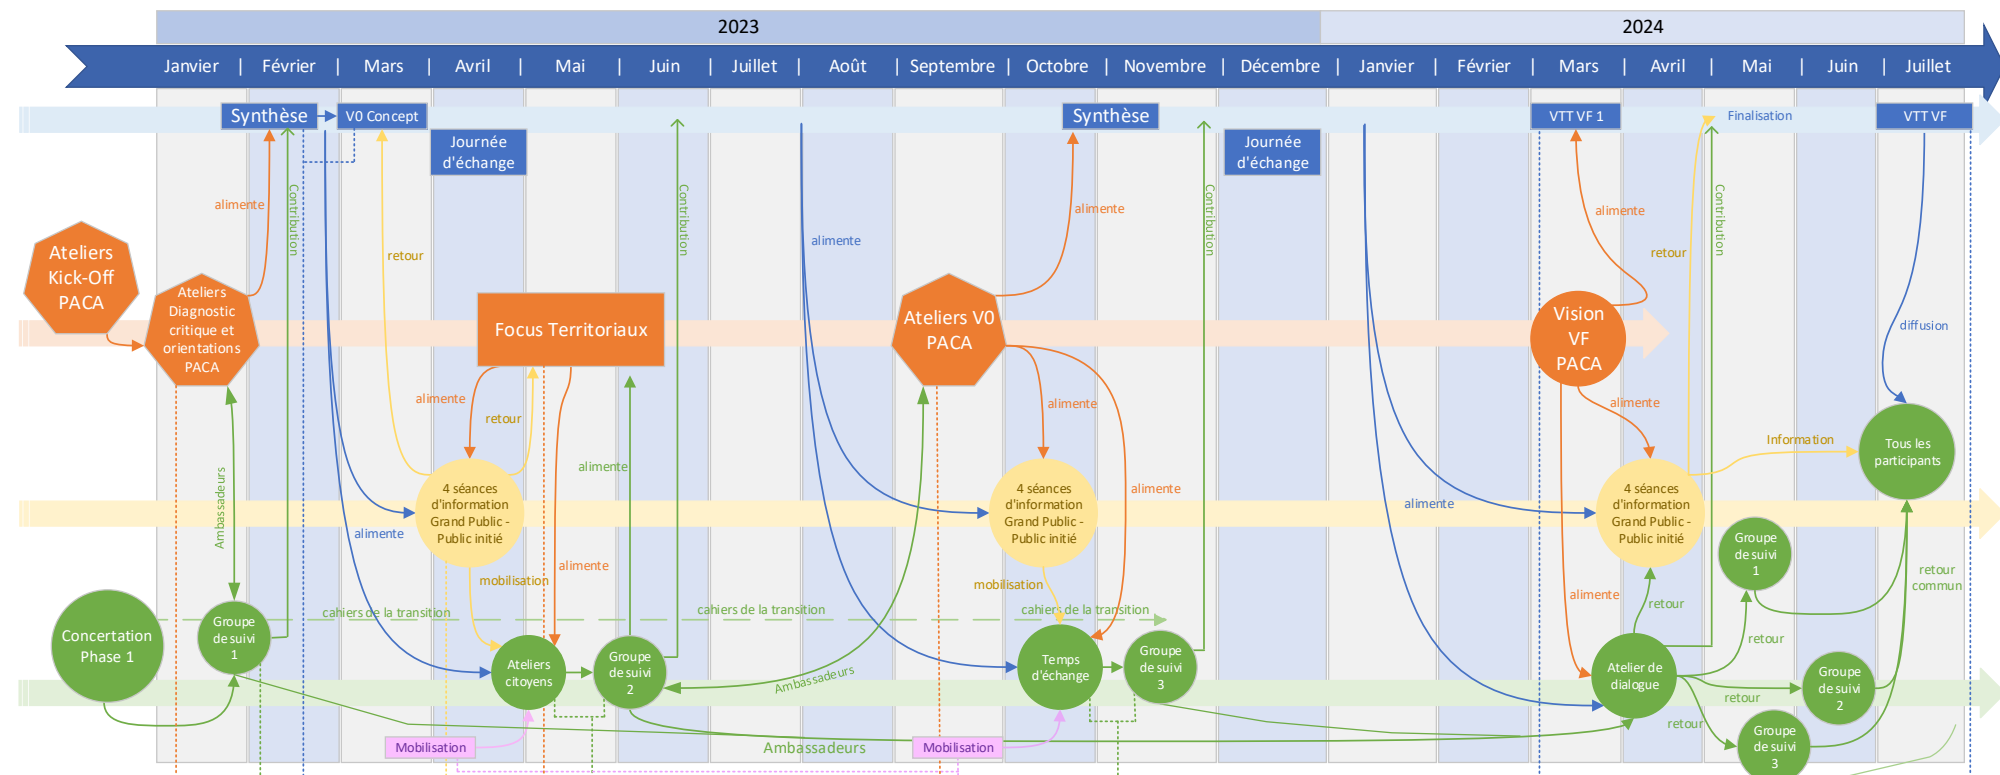 2023
2024
Janvier | Février | Mars | Avril | Mai | Juin | Juillet | Août | Septembre | Octobre | Novembre | Décembre | Janvier | Février | Mars | Avril | Mai | Juin | Juillet
Synthèse
V0 Concept
Journée
d'échange
Synthèse
Journée
d'échange
VTT VF 1
Finalisation
VTT VF
alimente
Contribution
retour
Contribution
alimente
alimente
Contribution
alimente
retour
Contribution
diffusion
Ateliers
Kick-Off
PACA
Ateliers
Diagnostic
critique et
orientations
PACA
Focus Territoriaux
Ateliers V0
PACA
Vision
VF
PACA
alimente
retour
alimente
alimente
alimente
Information
Tous les
participants
Ambassadeurs
alimente
4 séances
d'information
Grand Public -
Public initié
mobilisation
alimente
4 séances
d'information
Grand Public -
Public initié
alimente
mobilisation
alimente
4 séances
d'information
Grand Public -
Public initié
Groupe
de suivi
1
retour
commun
alimente
retour
cahiers de la transition
cahiers de la transition
cahiers de la transition
Concertation
Phase 1
Groupe
de suivi
1
Ateliers
citoyens
Groupe
de suivi
2
Ambassadeurs
Temps
d'échange
Groupe
de suivi
3
Atelier de
dialogue
retour
retour
retour
Groupe
de suivi
2
Groupe
de suivi
3
Mobilisation
Ambassadeurs
Mobilisation